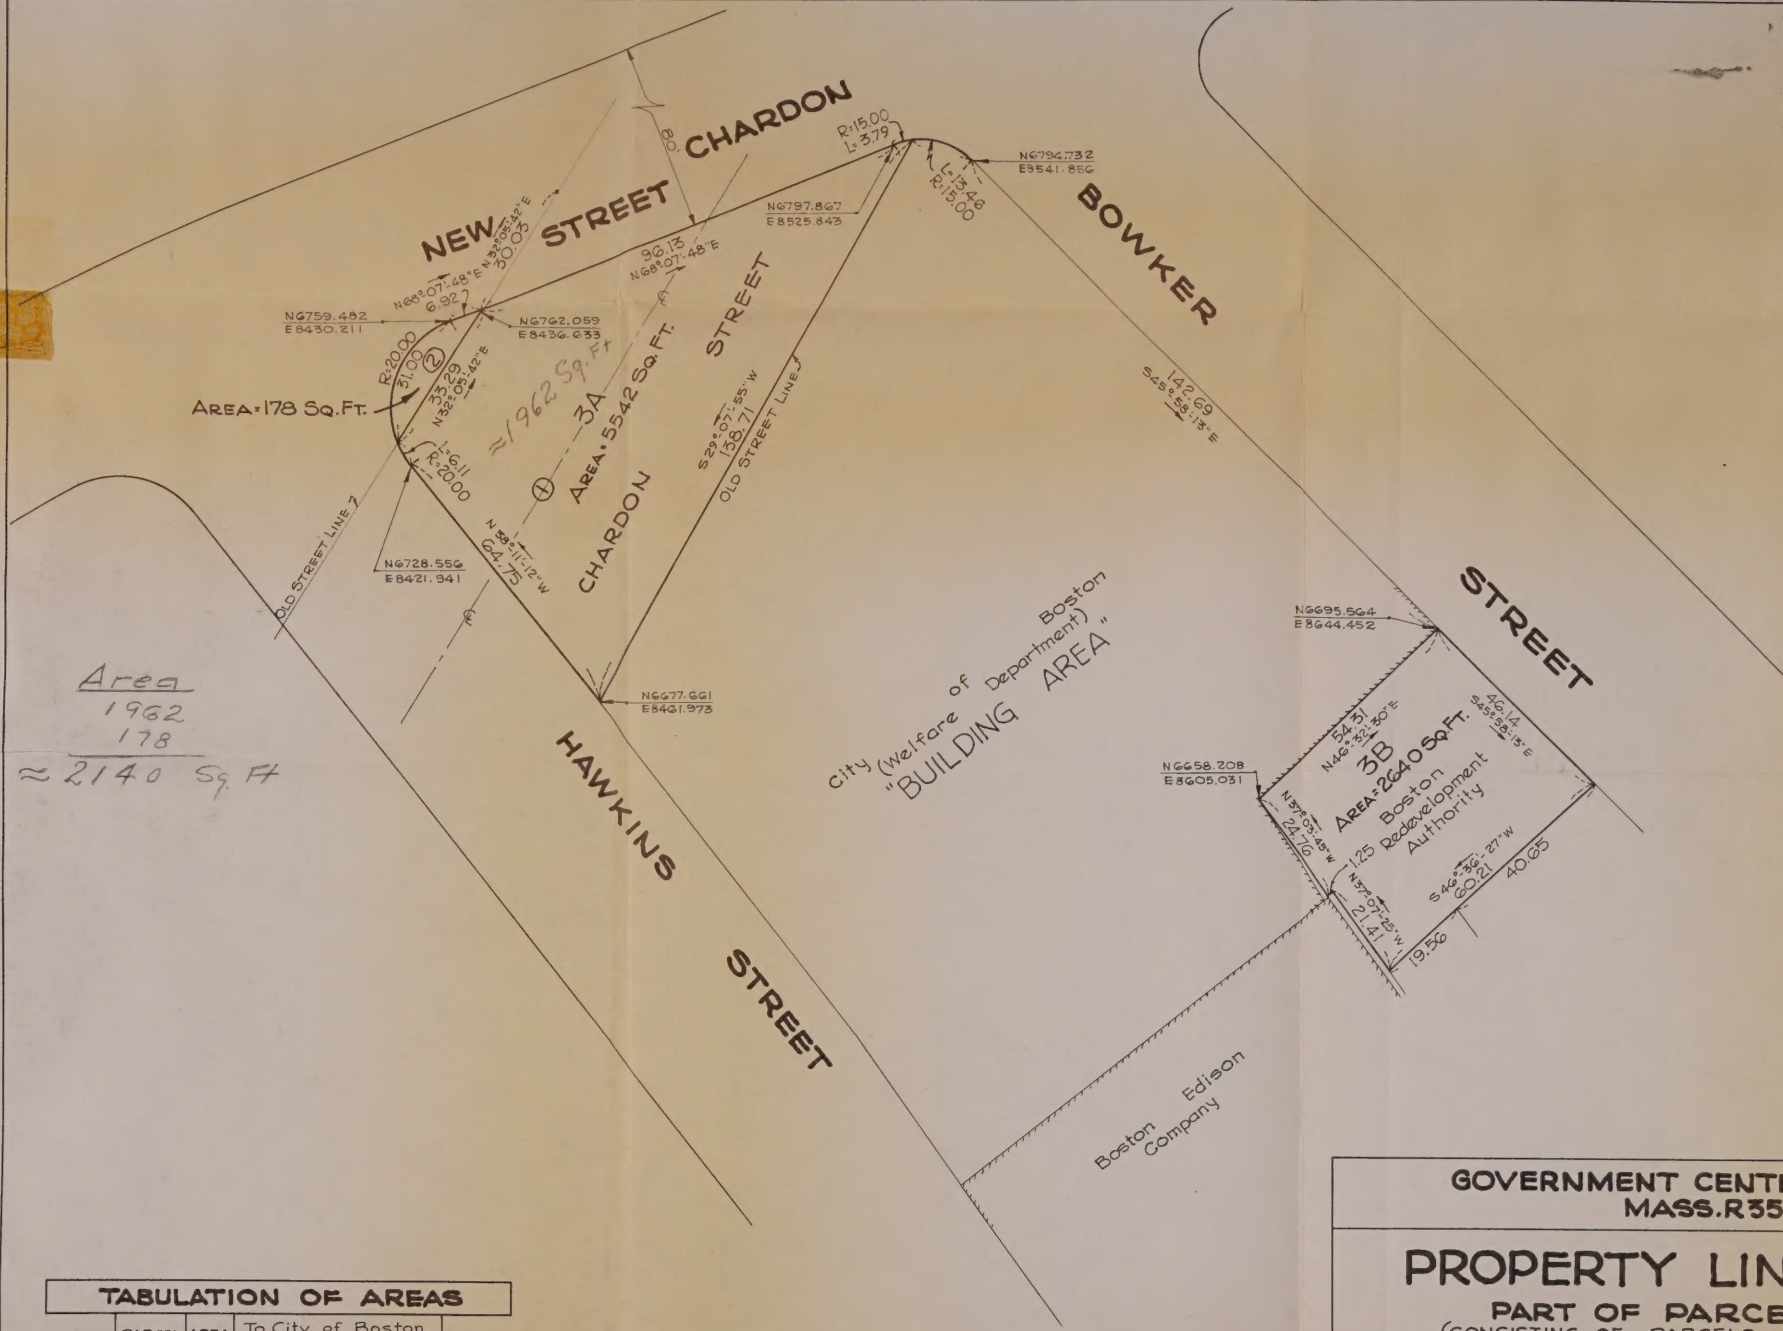 NEW CHARDON
STREET
80'
R=15.00
L=3.79
L=13.46
R=15.00
N6794.732
E9541.856
BOWKER
STREET
N32°-05'-42"E
30.03
N68°-07'-48"E
6.92
96.13
N68°-07'-48"E
N6797.867
E8525.843
N6759.482
E8430.211
N6762.059
E8436.633
R=20.00
31.00
2
33.29
N32°-05'-42"E
AREA=178 SQ.FT.
≈1962 Sq. Ft
3A
AREA=5542 SQ.FT.
1
CHARDON STREET
S29°-07'-55"W
138.71
OLD STREET LINE
142.69
S45°-58'-13"E
L=6.11
R=20.00
OLD STREET LINE
N6728.556
E8421.941
N38°-11'-12"W
64.75
N6677.661
E8461.973
Area
1962
178
≈2140 Sq. Ft
HAWKINS
STREET
City of Boston
(Welfare Department)
"BUILDING AREA"
N6695.564
E8644.452
N6658.208
E8605.031
54.31
N46°-32'-30"E
46.14
S45°-58'-13"E
3B
AREA=2640 SQ.FT.
Boston
Redevelopment
Authority
N37°-03'-45"W
24.76
1.25
N37°-07'-25"W
21.41
S46°-36'-27"W
60.21
40.65
19.56
Boston Edison
Company
GOVERNMENT CENT
MASS.R35
PROPERTY LIN
PART OF PARCE
TABULATION OF AREAS
To City of Boston